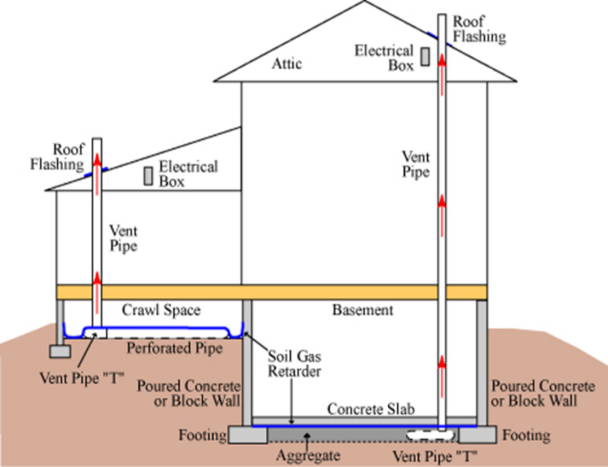 Roof
Flashing
Electrical
Box
Attic
Roof
Flashing
Electrical
Box
Vent
Pipe
Vent
Pipe
Crawl Space
Basement
Perforated Pipe
Soil Gas
Retarder
Vent Pipe "T"
Poured Concrete
or Block Wall
Poured Concrete
or Block Wall
Concrete Slab
Footing
Footing
Aggregate
Vent Pipe "T"